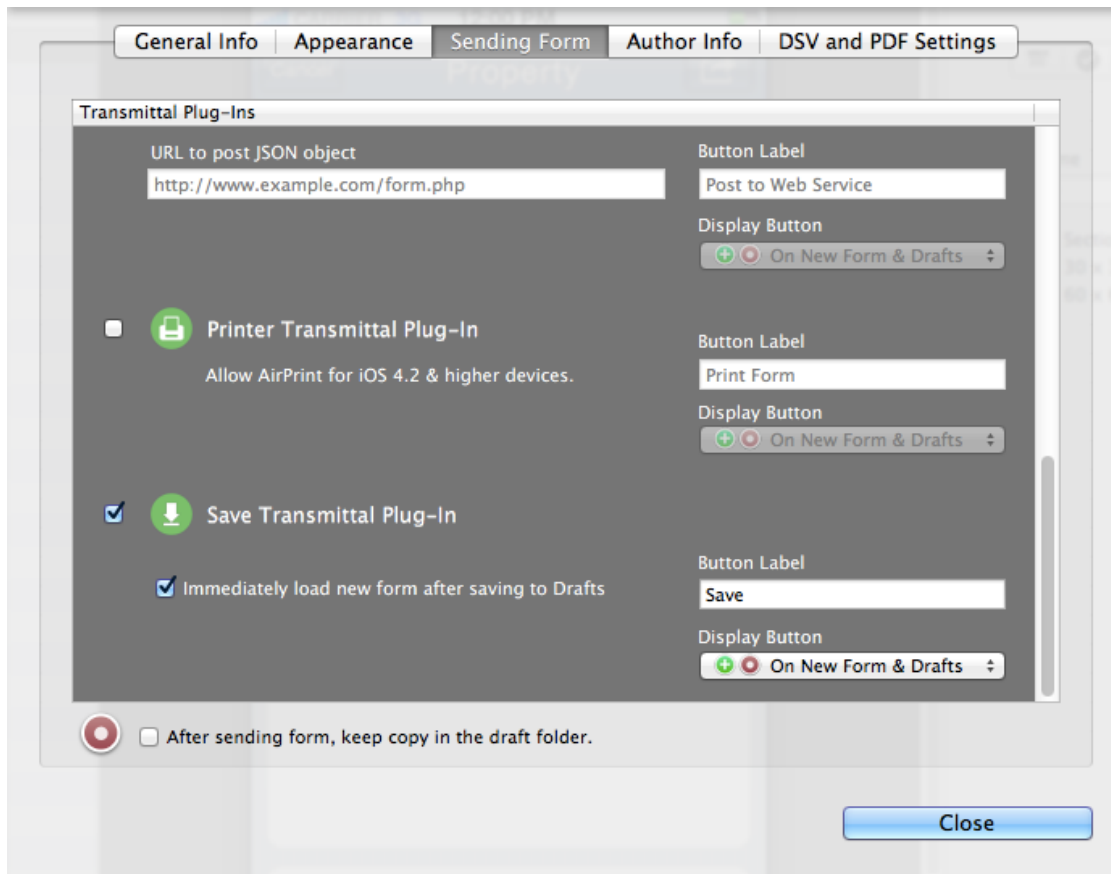 General Info
Appearance
Sending Form
Author Info
DSV and PDF Settings
Property
Transmittal Plug-Ins
URL to post JSON object
http://www.example.com/form.php
Button Label
Post to Web Service
Display Button
On New Form & Drafts
Printer Transmittal Plug-In
Allow AirPrint for iOS 4.2 & higher devices.
Button Label
Print Form
Display Button
On New Form & Drafts
Save Transmittal Plug-In
Immediately load new form after saving to Drafts
Button Label
Save
Display Button
On New Form & Drafts
After sending form, keep copy in the draft folder.
Close